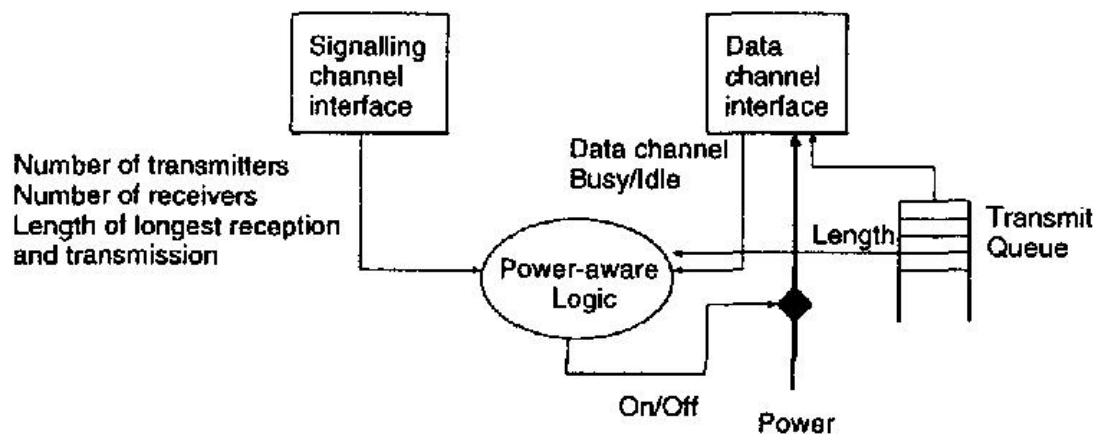 Signalling
channel
interface
Data
channel
interface
Number of transmitters
Number of receivers
Length of longest reception
and transmission
Data channel
Busy/Idle
Length
Transmit
Queue
Power-aware
Logic
On/Off
Power